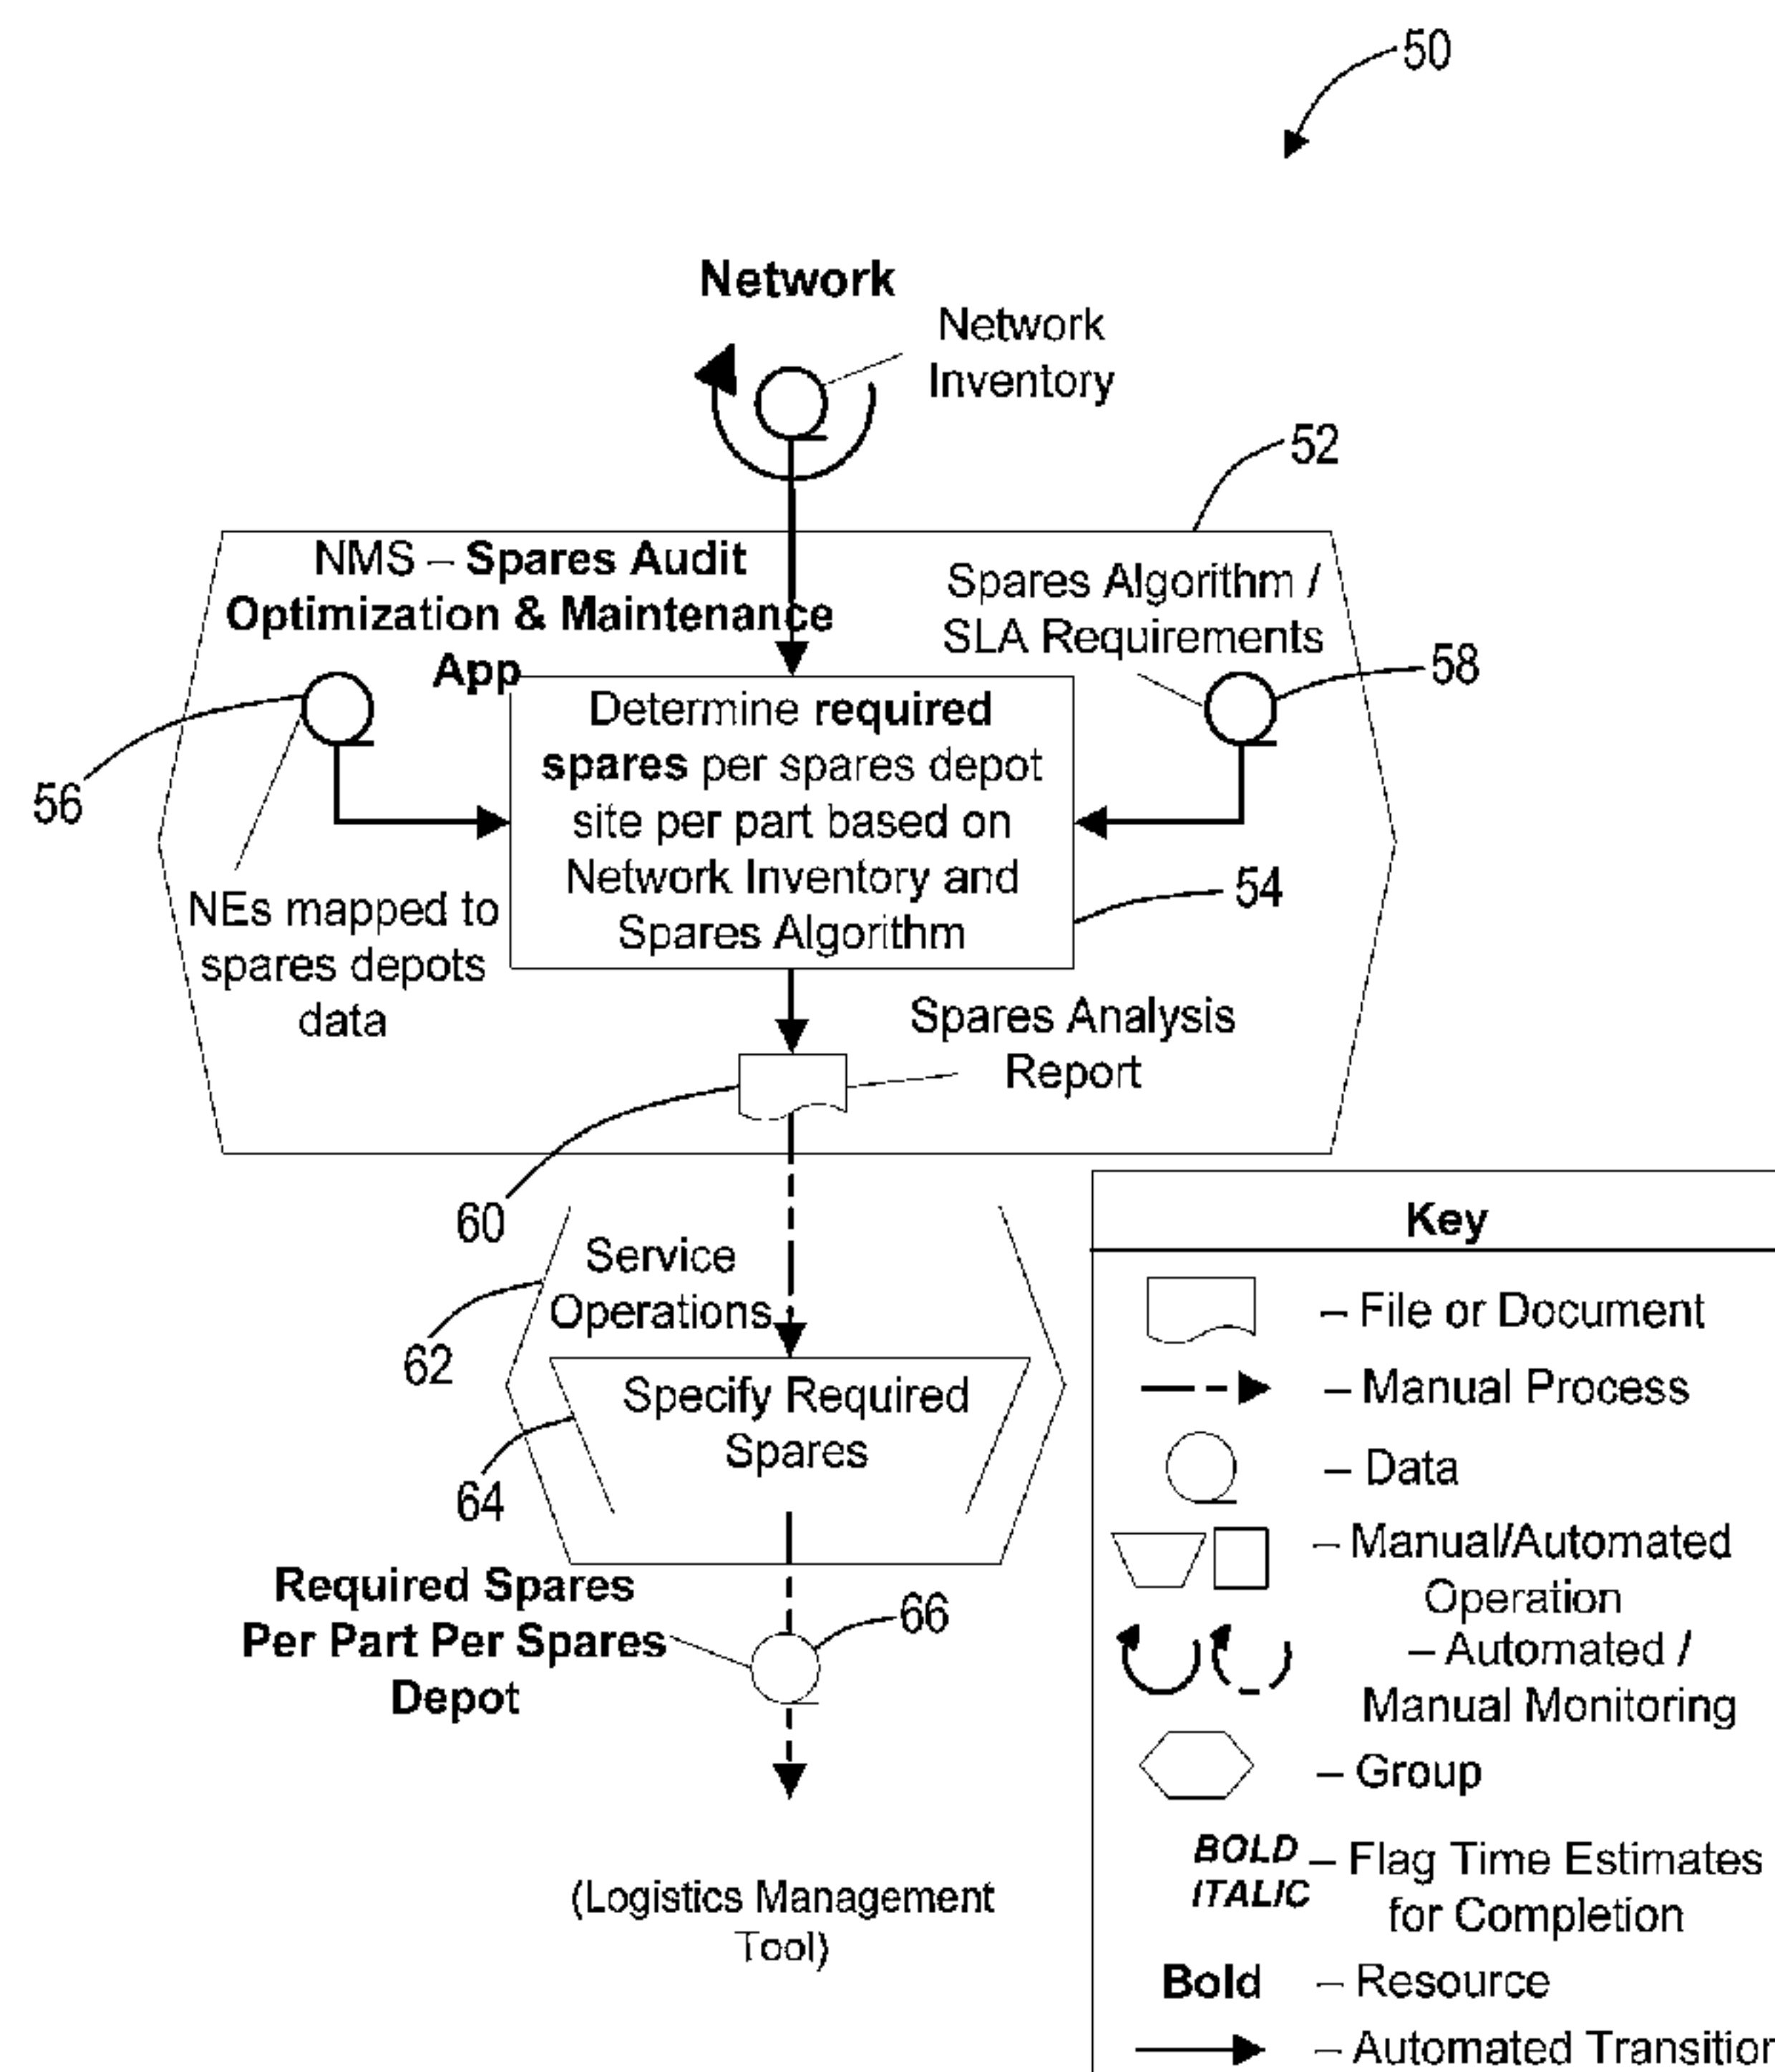 50
Network
Network
Inventory
52
NMS – Spares Audit
Optimization & Maintenance
App
Spares Algorithm /
SLA Requirements
58
56
Determine required
spares per spares depot
site per part based on
Network Inventory and
Spares Algorithm
54
NEs mapped to
spares depots
data
Spares Analysis
Report
60
Service
Operations
62
Specify Required
Spares
64
Required Spares
Per Part Per Spares
Depot
66
(Logistics Management
Tool)
Key
– File or Document
– Manual Process
– Data
– Manual/Automated
Operation
– Automated /
Manual Monitoring
– Group
BOLD
ITALIC
– Flag Time Estimates
for Completion
Bold – Resource
– Automated Transition